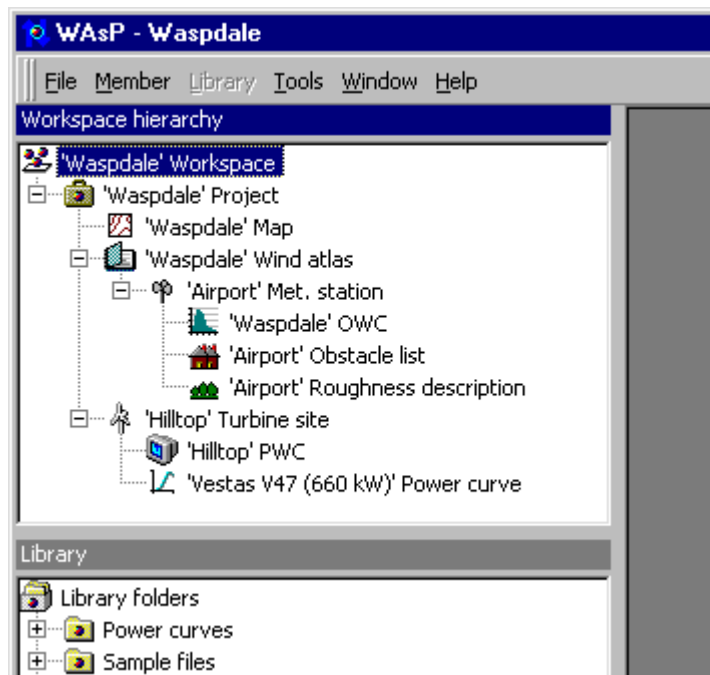 WAsP - Waspdale
File Member Library Tools Window Help
Workspace hierarchy
'Waspdale' Workspace
'Waspdale' Project
'Waspdale' Map
'Waspdale' Wind atlas
'Airport' Met. station
'Waspdale' OWC
'Airport' Obstacle list
'Airport' Roughness description
'Hilltop' Turbine site
'Hilltop' PWC
'Vestas V47 (660 kW)' Power curve
Library
Library folders
Power curves
Sample files